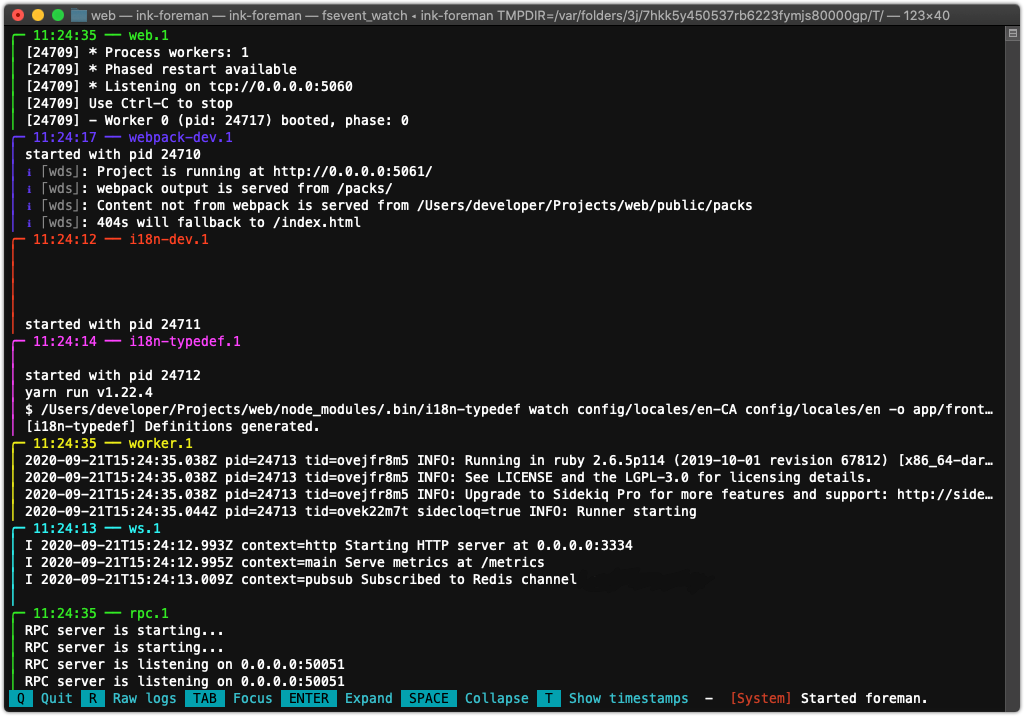 web — ink-foreman — ink-foreman — fsevent_watch ◂ ink-foreman TMPDIR=/var/folders/3j/7hkk5y450537rb6223fymjs80000gp/T/ — 123×40
11:24:35 — web.1
[24709] * Process workers: 1
[24709] * Phased restart available
[24709] * Listening on tcp://0.0.0.0:5060
[24709] Use Ctrl-C to stop
[24709] - Worker 0 (pid: 24717) booted, phase: 0
11:24:17 — webpack-dev.1
started with pid 24710
ℹ ⌈wds⌋: Project is running at http://0.0.0.0:5061/
ℹ ⌈wds⌋: webpack output is served from /packs/
ℹ ⌈wds⌋: Content not from webpack is served from /Users/developer/Projects/web/public/packs
ℹ ⌈wds⌋: 404s will fallback to /index.html
11:24:12 — i18n-dev.1
started with pid 24711
11:24:14 — i18n-typedef.1
started with pid 24712
yarn run v1.22.4
$ /Users/developer/Projects/web/node_modules/.bin/i18n-typedef watch config/locales/en-CA config/locales/en -o app/front…
[i18n-typedef] Definitions generated.
11:24:35 — worker.1
2020-09-21T15:24:35.038Z pid=24713 tid=ovejfr8m5 INFO: Running in ruby 2.6.5p114 (2019-10-01 revision 67812) [x86_64-dar…
2020-09-21T15:24:35.038Z pid=24713 tid=ovejfr8m5 INFO: See LICENSE and the LGPL-3.0 for licensing details.
2020-09-21T15:24:35.038Z pid=24713 tid=ovejfr8m5 INFO: Upgrade to Sidekiq Pro for more features and support: http://side…
2020-09-21T15:24:35.044Z pid=24713 tid=ovek22m7t sidecloq=true INFO: Runner starting
11:24:13 — ws.1
I 2020-09-21T15:24:12.993Z context=http Starting HTTP server at 0.0.0.0:3334
I 2020-09-21T15:24:12.995Z context=main Serve metrics at /metrics
I 2020-09-21T15:24:13.009Z context=pubsub Subscribed to Redis channel
11:24:35 — rpc.1
RPC server is starting...
RPC server is starting...
RPC server is listening on 0.0.0.0:50051
RPC server is listening on 0.0.0.0:50051
Q Quit R Raw logs TAB Focus ENTER Expand SPACE Collapse T Show timestamps – [System] Started foreman.